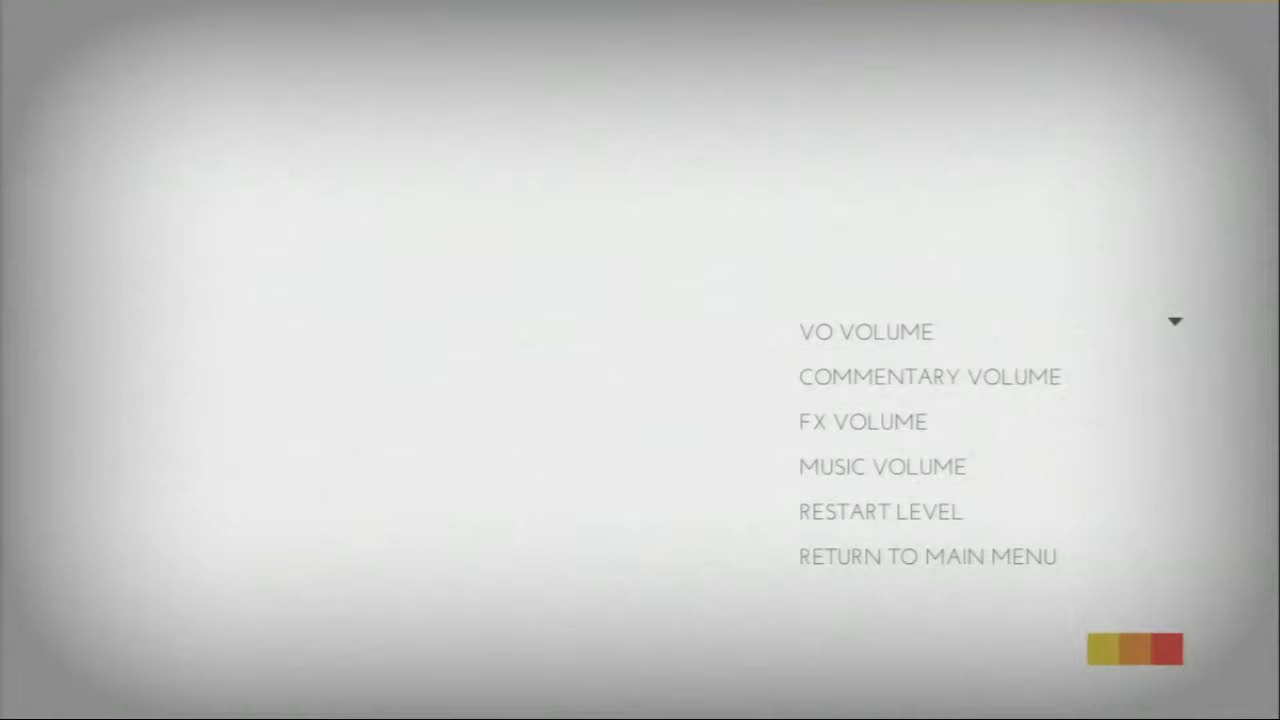 VO VOLUME
COMMENTARY VOLUME
FX VOLUME
MUSIC VOLUME
RESTART LEVEL
RETURN TO MAIN MENU